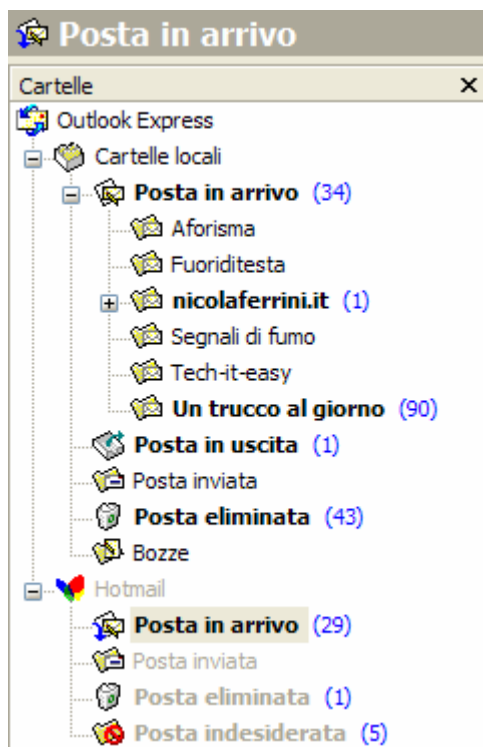 Posta in arrivo
Cartelle
Outlook Express
Cartelle locali
Posta in arrivo (34)
Aforisma
Fuoriditesta
nicolaferrini.it (1)
Segnali di fumo
Tech-it-easy
Un trucco al giorno (90)
Posta in uscita (1)
Posta inviata
Posta eliminata (43)
Bozze
Hotmail
Posta in arrivo (29)
Posta inviata
Posta eliminata (1)
Posta indesiderata (5)